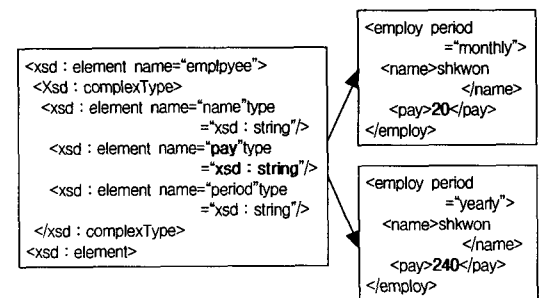 <xsd : element name="emplpyee">
<Xsd : complexType>
<xsd : element name="name"type
="xsd : string"/>
<xsd : element name="pay"type
="xsd : string"/>
<xsd : element name="period"type
="xsd : string"/>
</xsd : complexType>
<xsd : element>
<employ period
="monthly">
<name>shkwon
</name>
<pay>20</pay>
</employ>
<employ period
="yearly">
<name>shkwon
</name>
<pay>240</pay>
</employ>